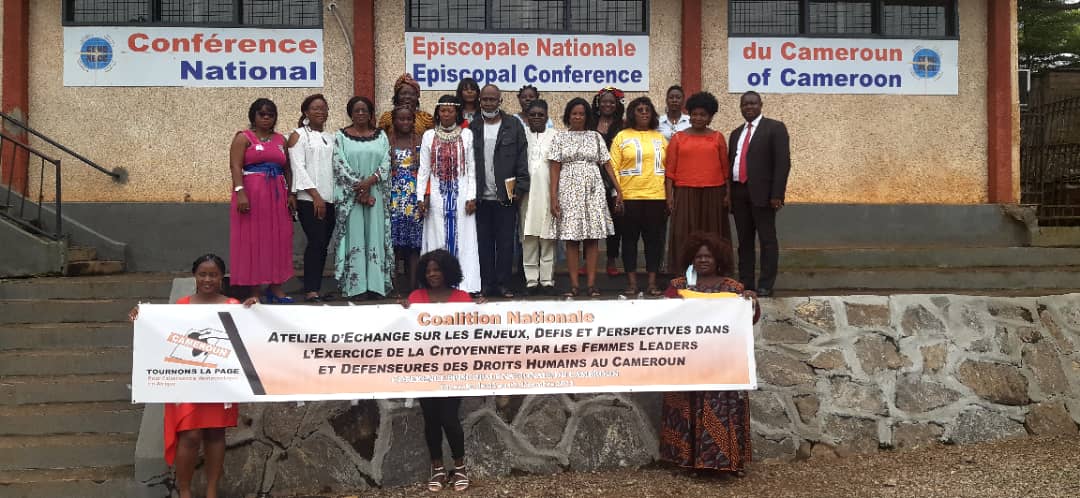 Conférence
National
Episcopale Nationale
Episcopal Conference
du Cameroun
of Cameroon
Coalition Nationale
ATELIER D'ECHANGE SUR LES ENJEUX, DEFIS ET PERSPECTIVES DANS
L'EXERCICE DE LA CITOYENNETE PAR LES FEMMES LEADERS
ET DEFENSEURES DES DROITS HUMAINS AU CAMEROUN
CAMEROUN
TOURNONS LA PAGE